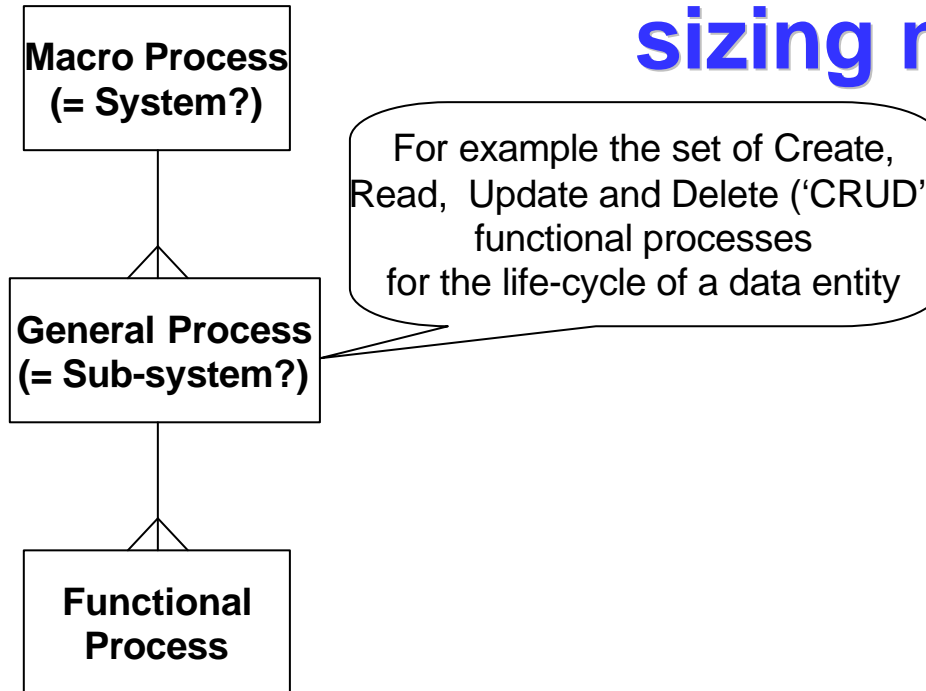 sizing
Macro Process
(= System?)
For example the set of Create,
Read, Update and Delete (‘CRUD’
functional processes
for the life-cycle of a data entity
General Process
(= Sub-system?)
Functional
Process